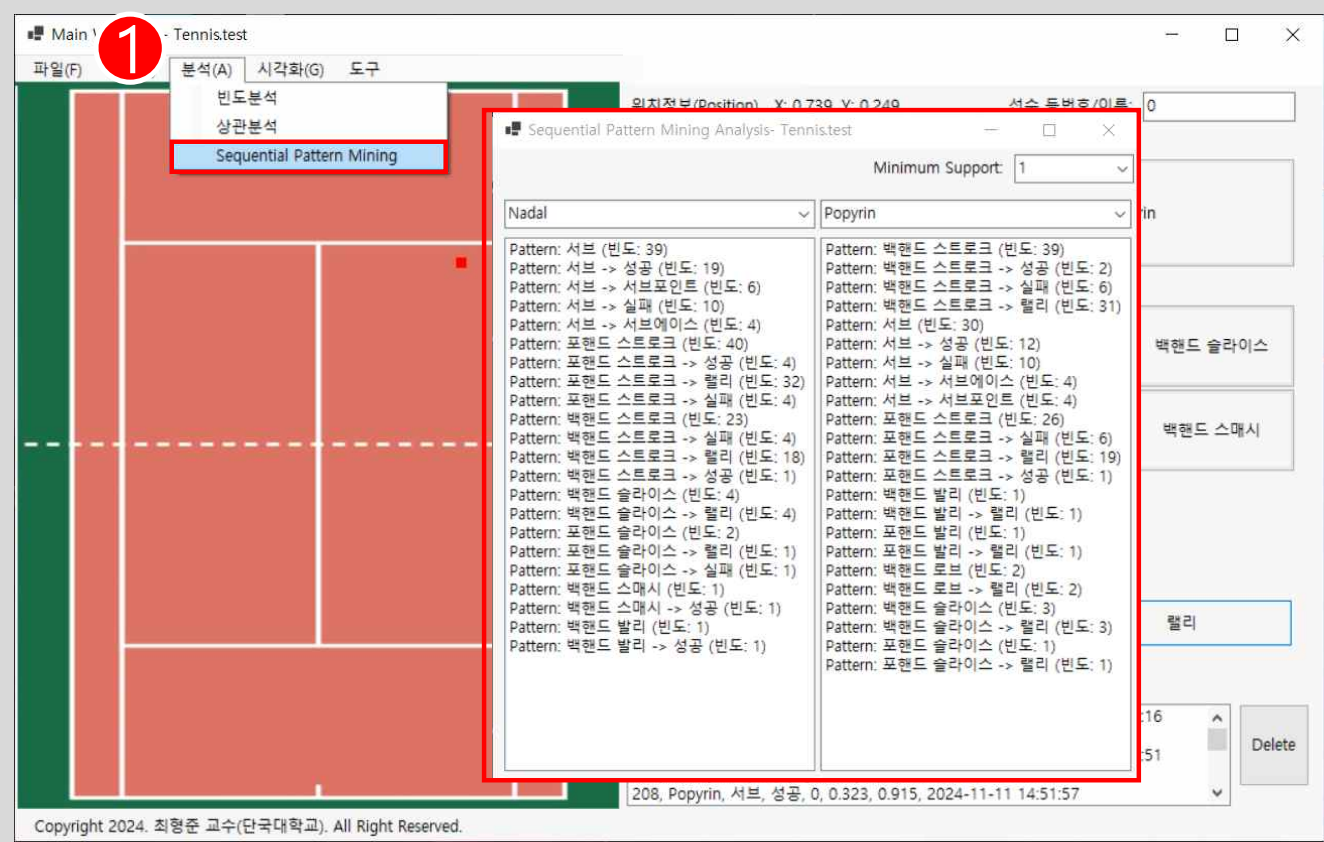 Main
- Tennis.test
1
파일(F)
분석(A)
시각화(G)
도구
빈도분석
상관분석
Sequential Pattern Mining
위치정보(Position) X: 0.739 Y: 0.249
선수 등번호/이름:
0
Sequential Pattern Mining Analysis- Tennis.test
Minimum Support:
1
Nadal
Pattern: 서브 (빈도: 39)
Pattern: 서브 -> 성공 (빈도: 19)
Pattern: 서브 -> 서브포인트 (빈도: 6)
Pattern: 서브 -> 실패 (빈도: 10)
Pattern: 서브 -> 서브에이스 (빈도: 4)
Pattern: 포핸드 스트로크 (빈도: 40)
Pattern: 포핸드 스트로크 -> 성공 (빈도: 4)
Pattern: 포핸드 스트로크 -> 랠리 (빈도: 32)
Pattern: 포핸드 스트로크 -> 실패 (빈도: 4)
Pattern: 백핸드 스트로크 (빈도: 23)
Pattern: 백핸드 스트로크 -> 실패 (빈도: 4)
Pattern: 백핸드 스트로크 -> 랠리 (빈도: 18)
Pattern: 백핸드 스트로크 -> 성공 (빈도: 1)
Pattern: 백핸드 슬라이스 (빈도: 4)
Pattern: 백핸드 슬라이스 -> 랠리 (빈도: 4)
Pattern: 포핸드 슬라이스 (빈도: 2)
Pattern: 포핸드 슬라이스 -> 랠리 (빈도: 1)
Pattern: 포핸드 슬라이스 -> 실패 (빈도: 1)
Pattern: 백핸드 스매시 (빈도: 1)
Pattern: 백핸드 스매시 -> 성공 (빈도: 1)
Pattern: 백핸드 발리 (빈도: 1)
Pattern: 백핸드 발리 -> 성공 (빈도: 1)
Popyrin
Pattern: 백핸드 스트로크 (빈도: 39)
Pattern: 백핸드 스트로크 -> 성공 (빈도: 2)
Pattern: 백핸드 스트로크 -> 실패 (빈도: 6)
Pattern: 백핸드 스트로크 -> 랠리 (빈도: 31)
Pattern: 서브 (빈도: 30)
Pattern: 서브 -> 성공 (빈도: 12)
Pattern: 서브 -> 실패 (빈도: 10)
Pattern: 서브 -> 서브에이스 (빈도: 4)
Pattern: 서브 -> 서브포인트 (빈도: 4)
Pattern: 포핸드 스트로크 (빈도: 26)
Pattern: 포핸드 스트로크 -> 실패 (빈도: 6)
Pattern: 포핸드 스트로크 -> 랠리 (빈도: 19)
Pattern: 포핸드 스트로크 -> 성공 (빈도: 1)
Pattern: 백핸드 발리 (빈도: 1)
Pattern: 백핸드 발리 -> 랠리 (빈도: 1)
Pattern: 포핸드 발리 (빈도: 1)
Pattern: 포핸드 발리 -> 랠리 (빈도: 1)
Pattern: 백핸드 로브 (빈도: 2)
Pattern: 백핸드 로브 -> 랠리 (빈도: 2)
Pattern: 백핸드 슬라이스 (빈도: 3)
Pattern: 백핸드 슬라이스 -> 랠리 (빈도: 3)
Pattern: 포핸드 슬라이스 (빈도: 1)
Pattern: 포핸드 슬라이스 -> 랠리 (빈도: 1)
in
백핸드 슬라이스
백핸드 스매시
랠리
:16
:51
Delete
208, Popyrin, 서브, 성공, 0, 0.323, 0.915, 2024-11-11 14:51:57
Copyright 2024. 최형준 교수(단국대학교). All Right Reserved.